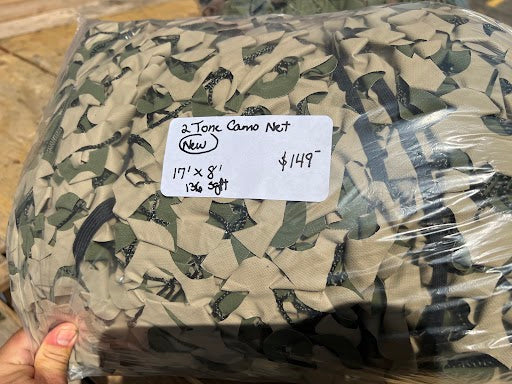 2 Tone Camo Net
New
17' x 8' $149-
136 sqft